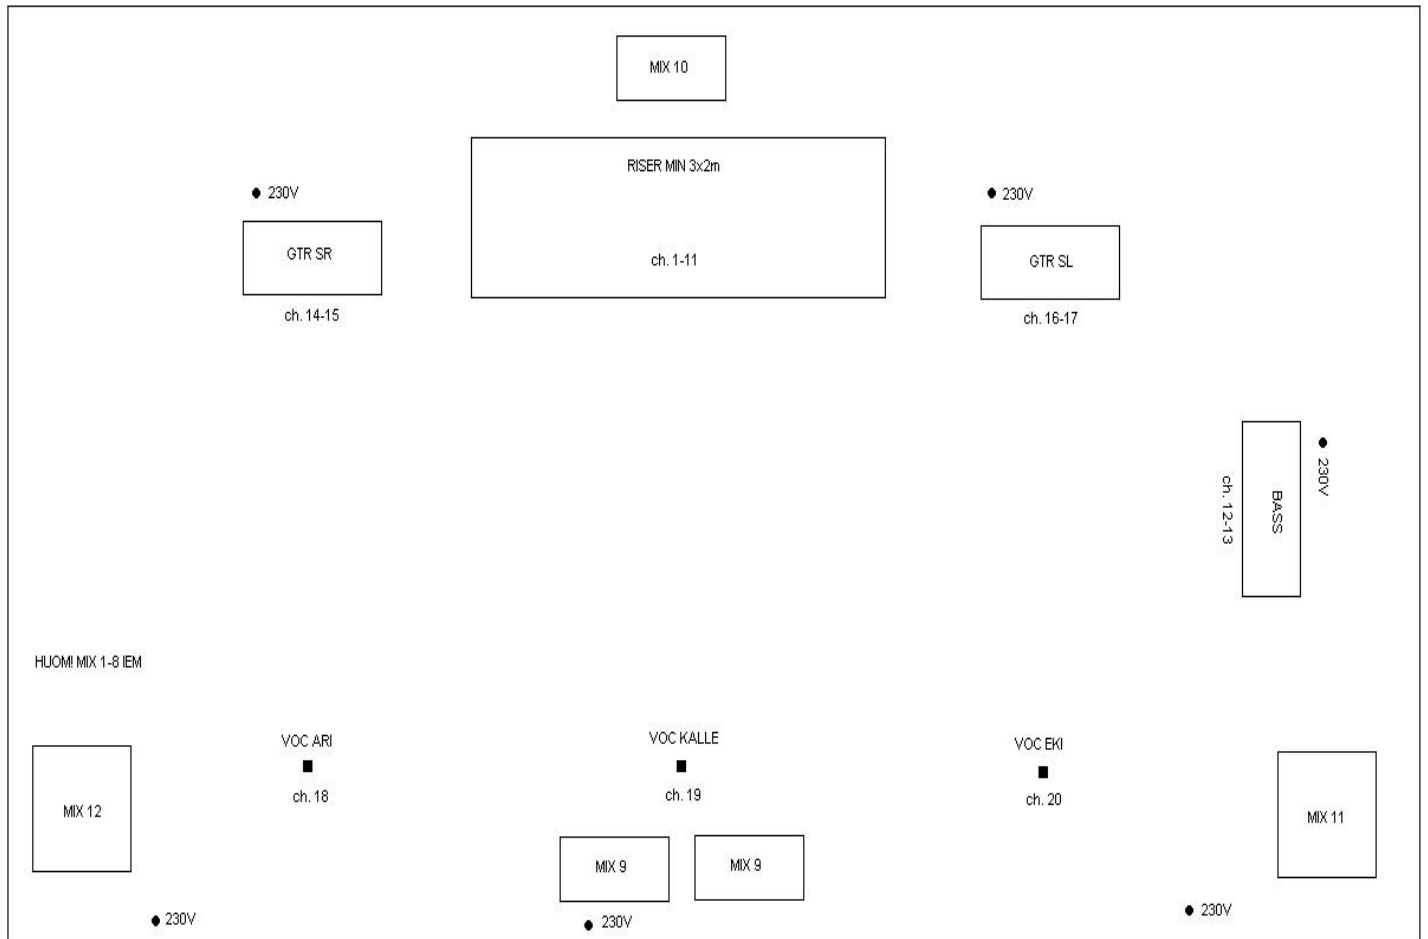 MIX 10
RISER MIN 3x2m
230V
230V
GTR SR
ch. 1-11
GTR SL
ch. 14-15
ch. 16-17
230V
BASS
ch. 12-13
HUOM! MIX 1-8 IEM
VOC ARI
VOC KALLE
VOC EKI
ch. 18
ch. 19
ch. 20
MIX 12
MIX 11
MIX 9
MIX 9
230V
230V
230V